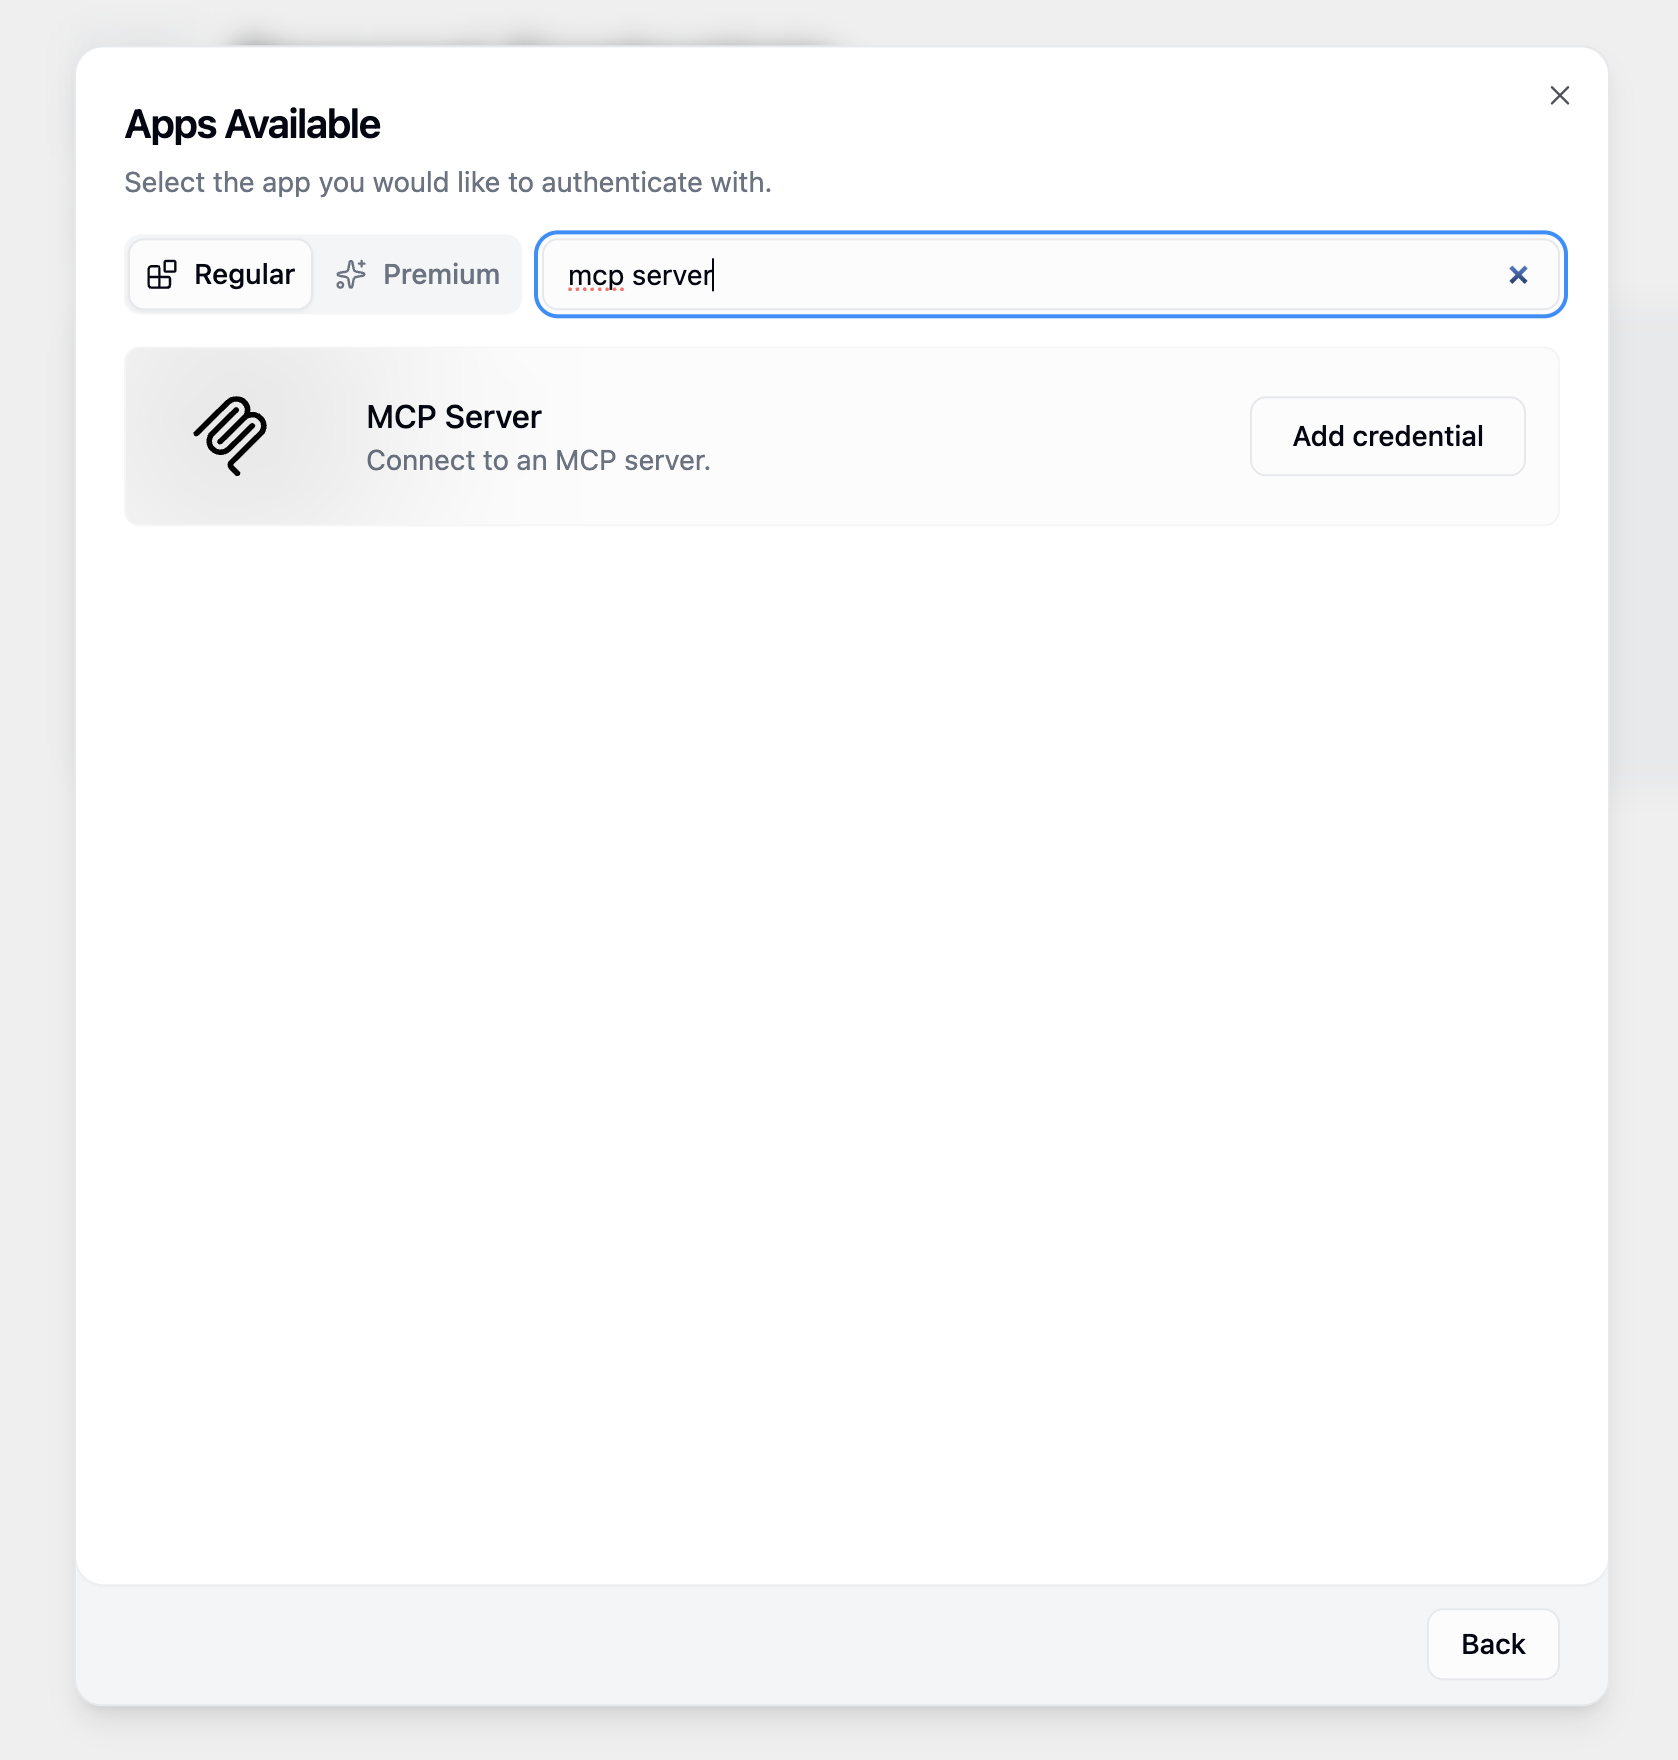 Apps Available
Select the app you would like to authenticate with.
Regular
Premium
mcp server
MCP Server
Connect to an MCP server.
Add credential
Back